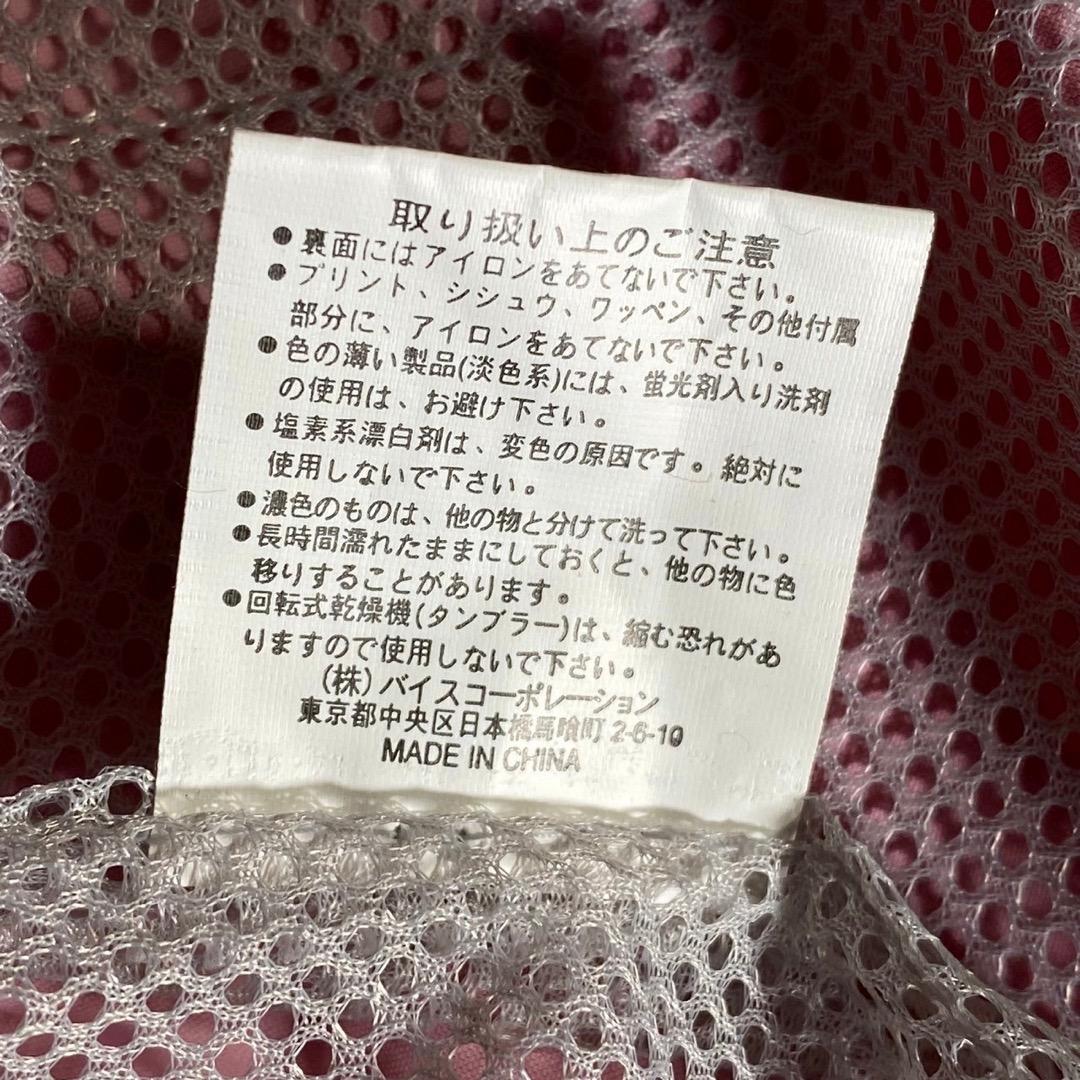 取り扱い上のご注意
●裏面にはアイロンをあてないで下さい。
●プリント、シシュウ、ワッペン、その他付属
部分に、アイロンをあてないで下さい。
●色の薄い製品(淡色系)には、蛍光剤入り洗剤
の使用は、お避け下さい。
●塩素系漂白剤は、変色の原因です。絶対に
使用しないで下さい。
●濃色のものは、他の物と分けて洗って下さい。
●長時間濡れたままにしておくと、他の物に色
移りすることがあります。
●回転式乾燥機(タンブラー)は、縮む恐れがあ
りますので使用しないで下さい。
(株)バイスコーポレーション
東京都中央区日本橋馬喰町2-6-10
MADE IN CHINA